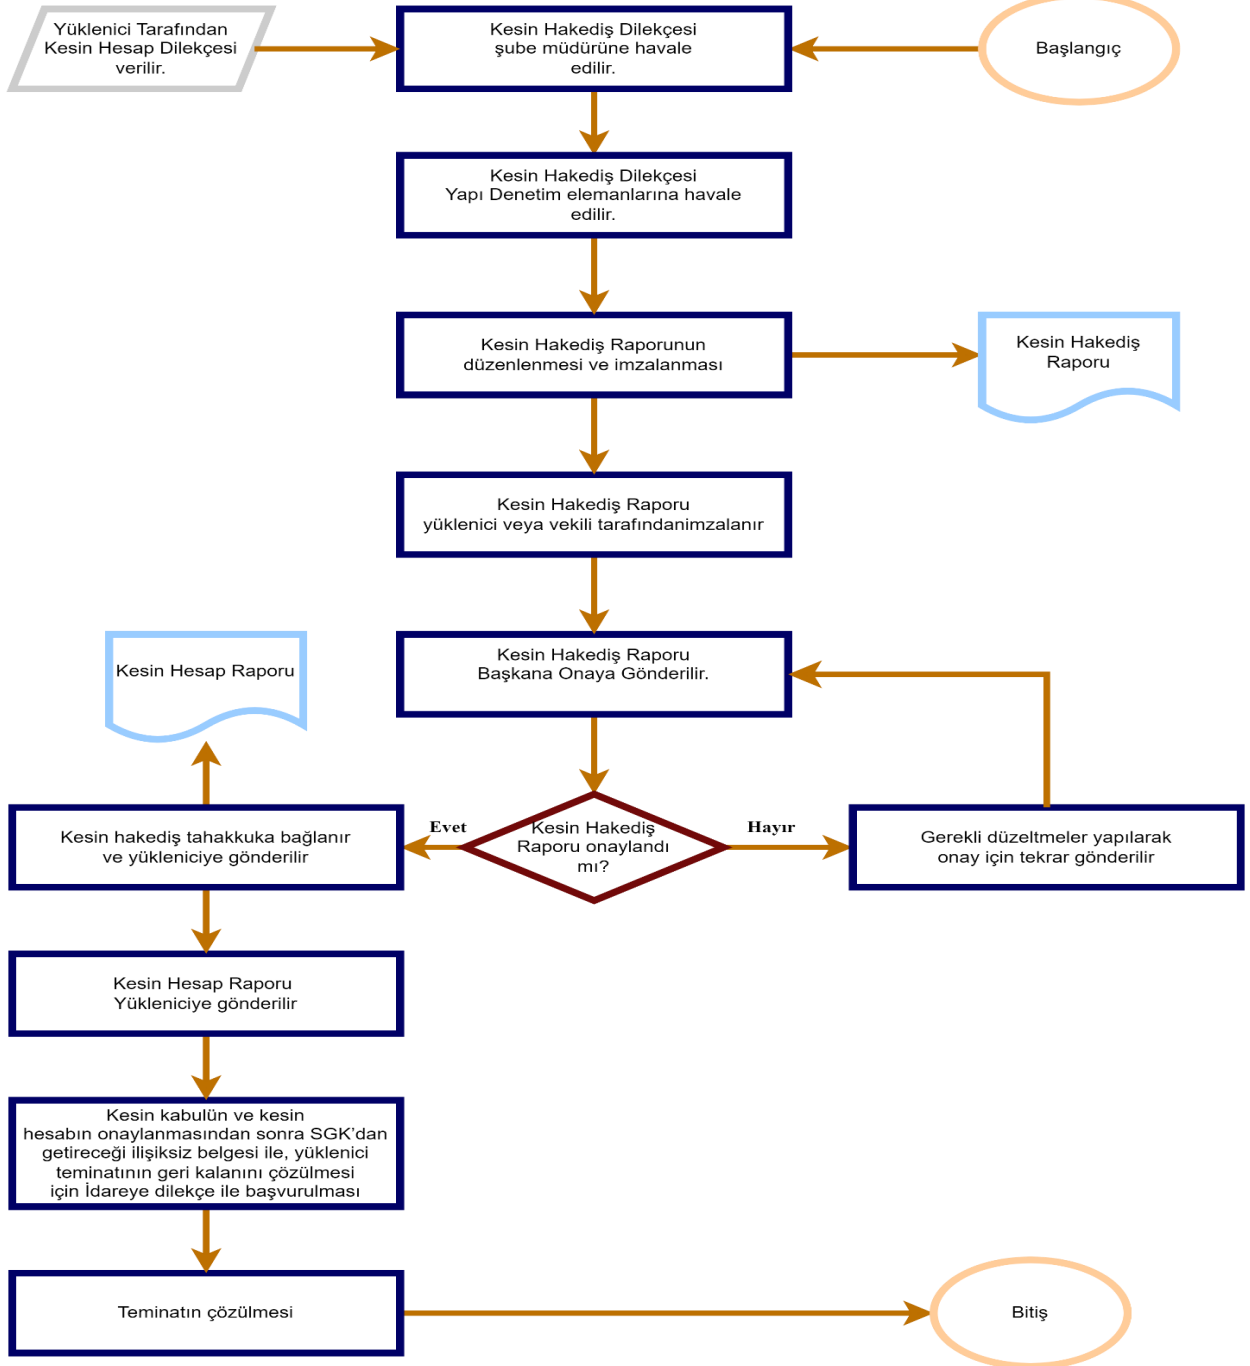 Yüklenici Tarafından
Kesin Hesap Dilekçesi
verilir.
Kesin Hakediş Dilekçesi
şube müdürüne havale
edilir.
Başlangıç
Kesin Hakediş Dilekçesi
Yapı Denetim elemanlarına havale
edilir.
Kesin Hakediş Raporunun
düzenlenmesi ve imzalanması
Kesin Hakediş
Raporu
Kesin Hakediş Raporu
yüklenici veya vekili tarafındanimzalanır
Kesin Hakediş Raporu
Başkana Onaya Gönderilir.
Kesin Hesap Raporu
Kesin hakediş tahakkuka bağlanır
ve yükleniciye gönderilir
Evet
Kesin Hakediş
Raporu onaylandı
mı?
Hayır
Gerekli düzeltmeler yapılarak
onay için tekrar gönderilir
Kesin Hesap Raporu
Yükleniciye gönderilir
Kesin kabulün ve kesin
hesabın onaylanmasından sonra SGK’dan
getireceği ilişiksiz belgesi ile, yüklenici
teminatının geri kalanını çözülmesi
için İdareye dilekçe ile başvurulması
Teminatın çözülmesi
Bitiş